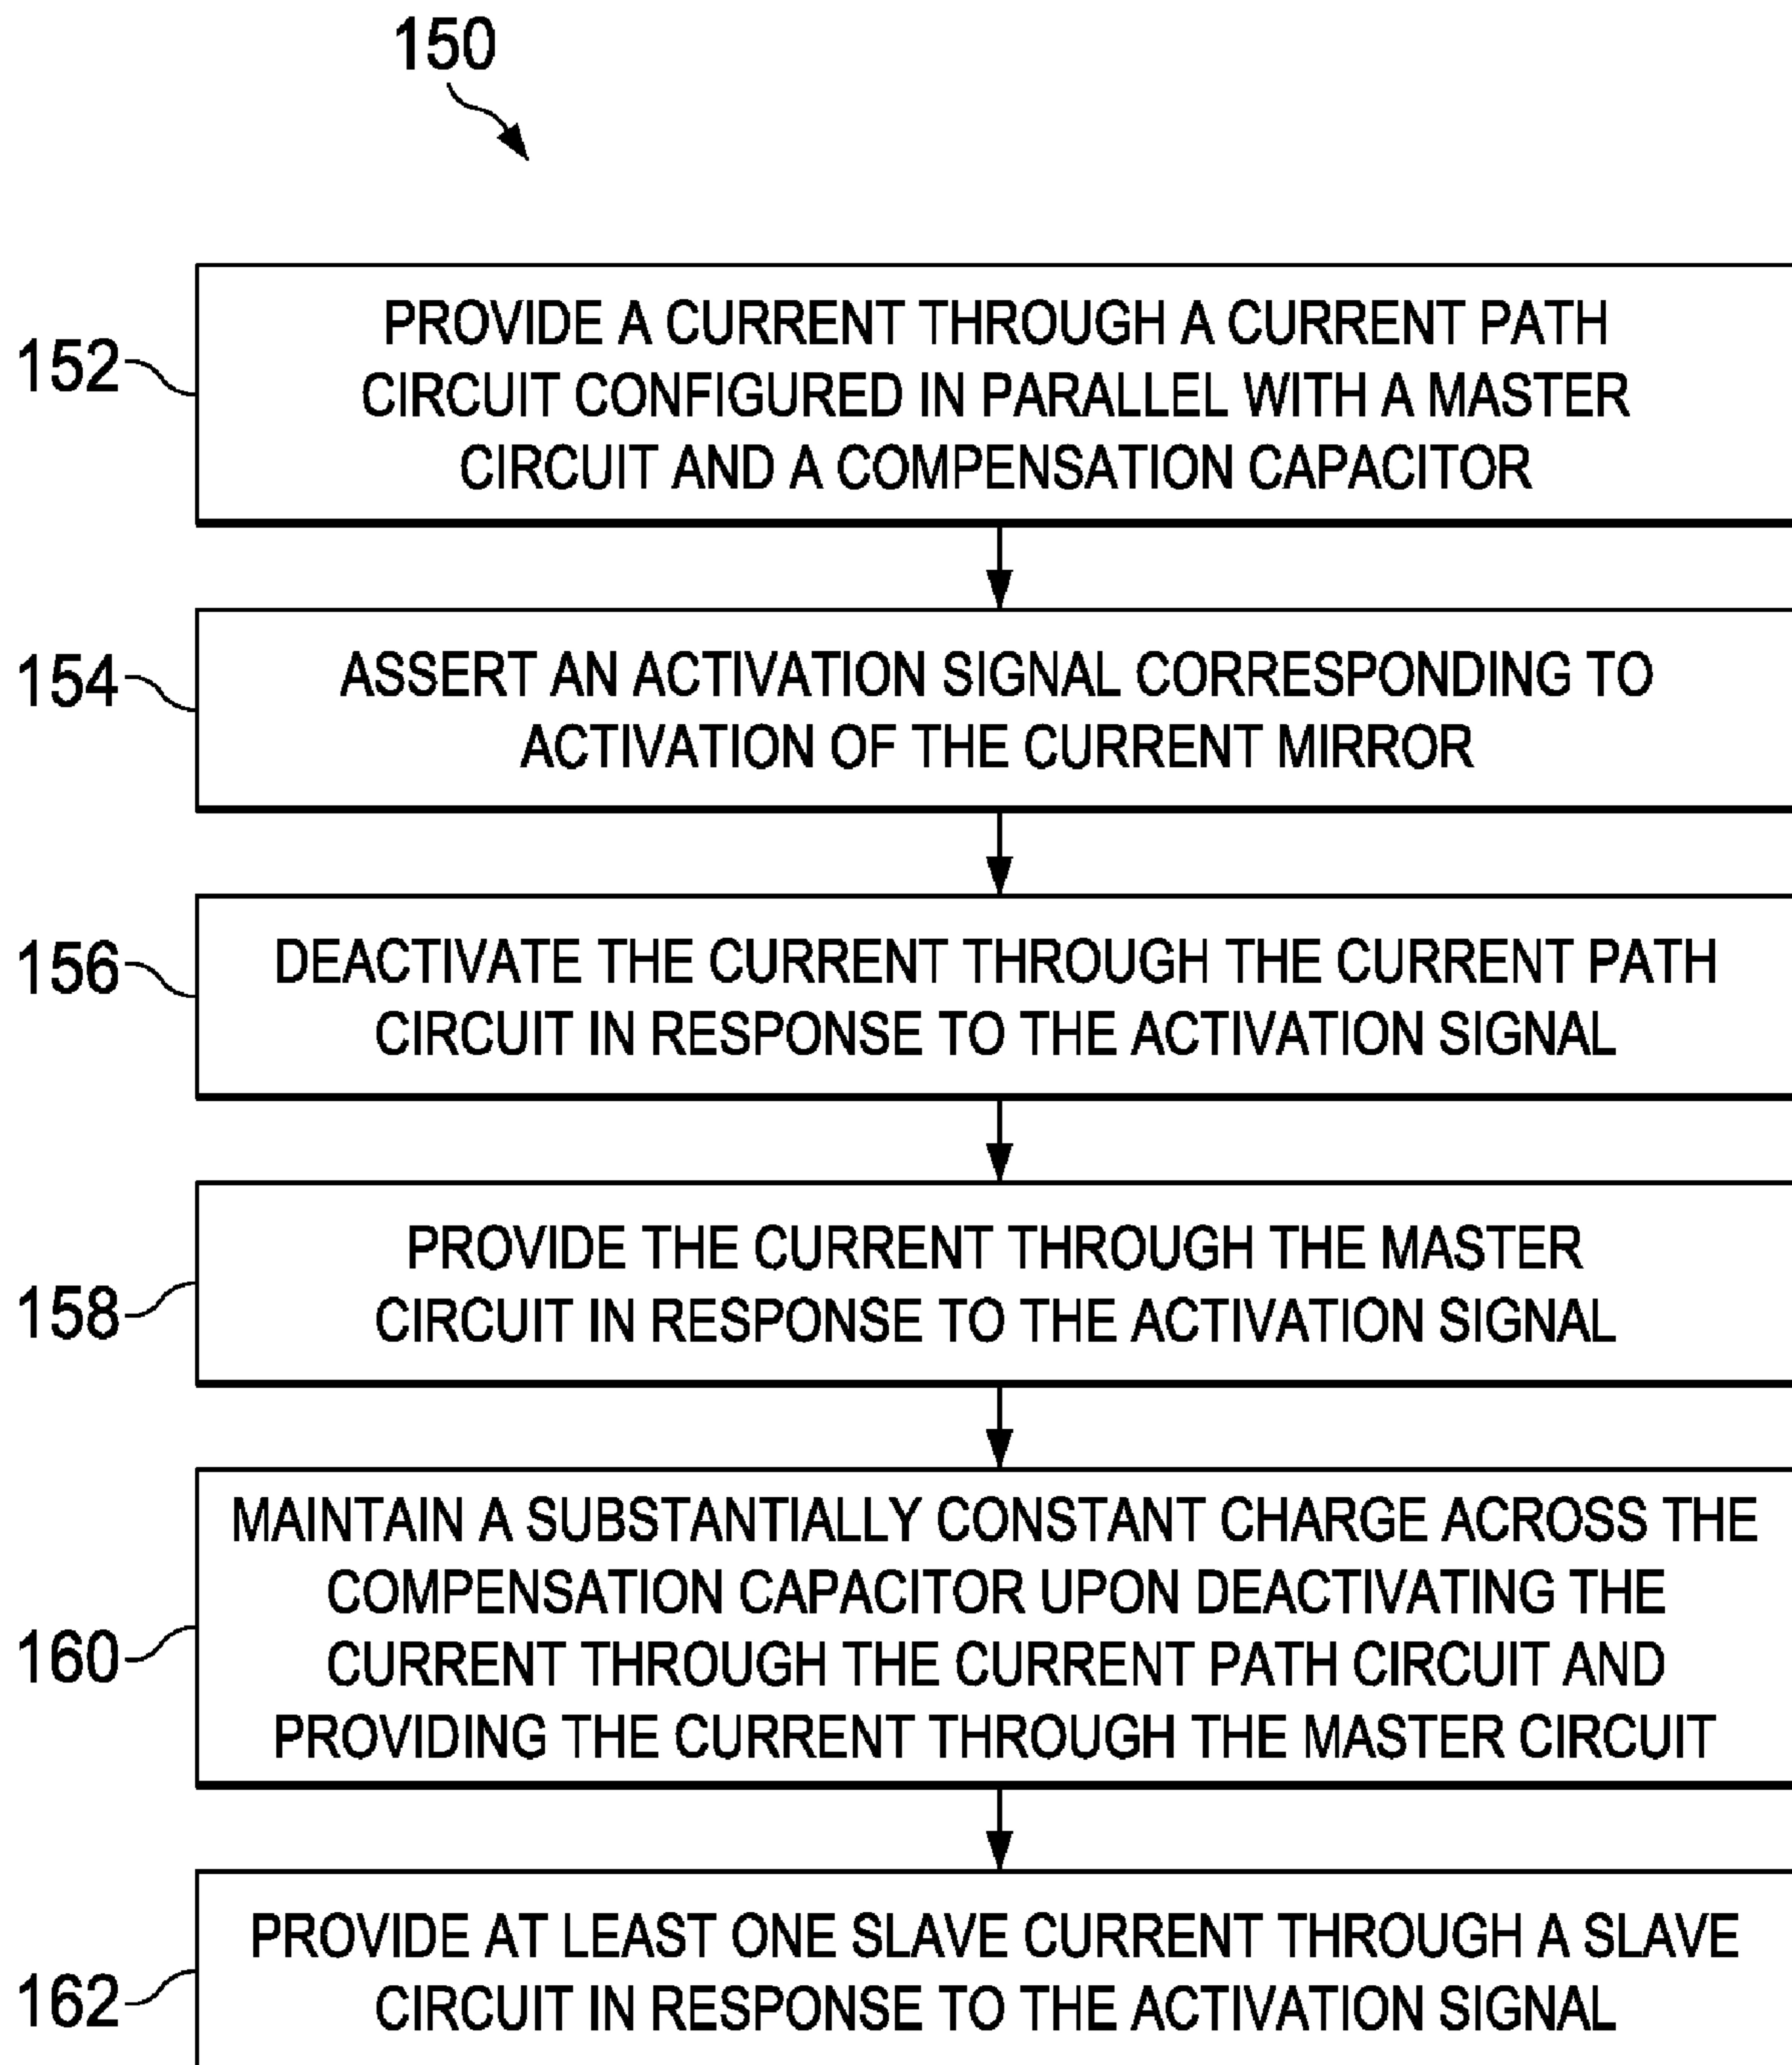 150
152
PROVIDE A CURRENT THROUGH A CURRENT PATH
CIRCUIT CONFIGURED IN PARALLEL WITH A MASTER
CIRCUIT AND A COMPENSATION CAPACITOR
154
ASSERT AN ACTIVATION SIGNAL CORRESPONDING TO
ACTIVATION OF THE CURRENT MIRROR
156
DEACTIVATE THE CURRENT THROUGH THE CURRENT PATH
CIRCUIT IN RESPONSE TO THE ACTIVATION SIGNAL
158
PROVIDE THE CURRENT THROUGH THE MASTER
CIRCUIT IN RESPONSE TO THE ACTIVATION SIGNAL
160
MAINTAIN A SUBSTANTIALLY CONSTANT CHARGE ACROSS THE
COMPENSATION CAPACITOR UPON DEACTIVATING THE
CURRENT THROUGH THE CURRENT PATH CIRCUIT AND
PROVIDING THE CURRENT THROUGH THE MASTER CIRCUIT
162
PROVIDE AT LEAST ONE SLAVE CURRENT THROUGH A SLAVE
CIRCUIT IN RESPONSE TO THE ACTIVATION SIGNAL